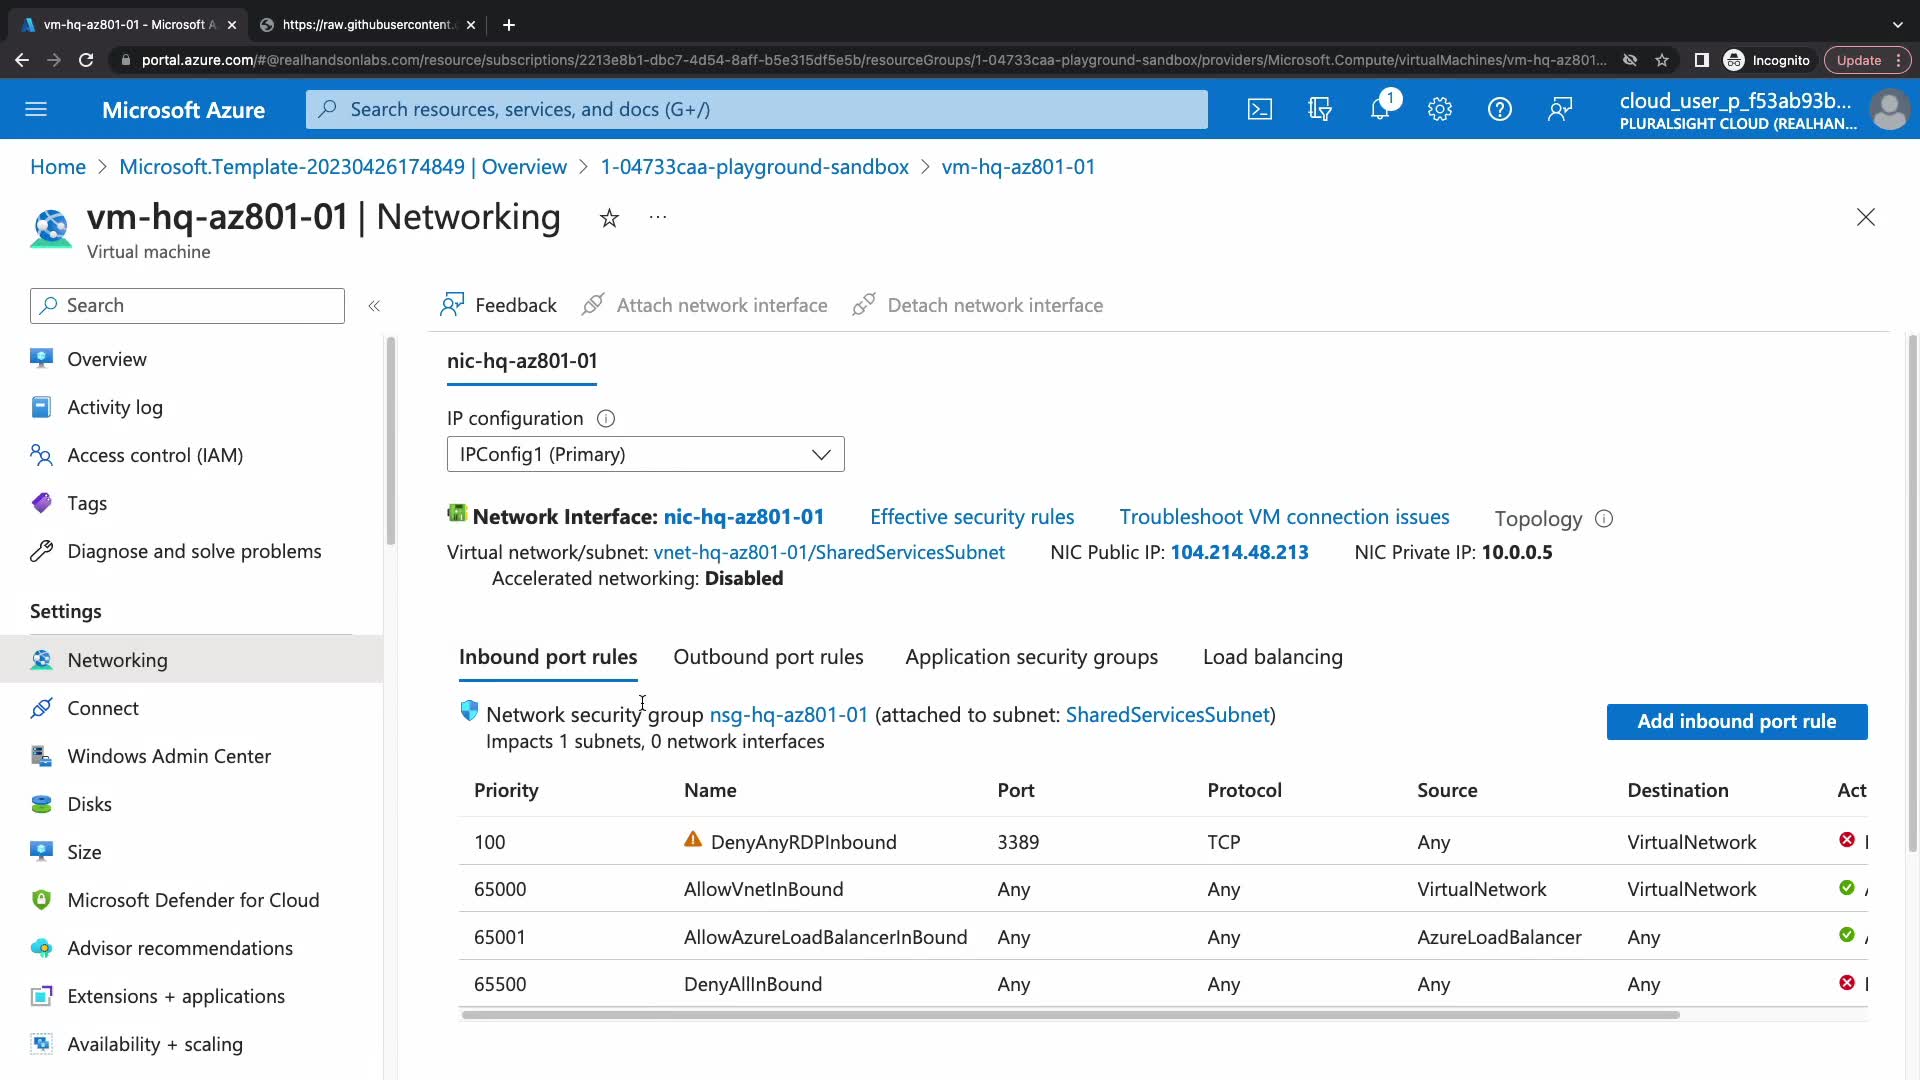 vm-hq-az801-01 - Microsoft A
https://raw.githubusercontent.c
portal.azure.com/#@realhandsonlabs.com/resource/subscriptions/2213e8b1-dbc7-4d54-8aff-b5e315df5e5b/resourceGroups/1-04733caa-playground-sandbox/providers/Microsoft.Compute/virtualMachines/vm-hq-az801...
Incognito
Update
Microsoft Azure
Search resources, services, and docs (G+/)
1
cloud_user_p_f53ab93b...
PLURALSIGHT CLOUD (REALHAN...
Home > Microsoft.Template-20230426174849 | Overview > 1-04733caa-playground-sandbox > vm-hq-az801-01
vm-hq-az801-01 | Networking
Virtual machine
Search
Overview
Activity log
Access control (IAM)
Tags
Diagnose and solve problems
Settings
Networking
Connect
Windows Admin Center
Disks
Size
Microsoft Defender for Cloud
Advisor recommendations
Extensions + applications
Availability + scaling
Feedback
Attach network interface
Detach network interface
nic-hq-az801-01
IP configuration
IPConfig1 (Primary)
Network Interface: nic-hq-az801-01 Effective security rules Troubleshoot VM connection issues Topology
Virtual network/subnet: vnet-hq-az801-01/SharedServicesSubnet NIC Public IP: 104.214.48.213 NIC Private IP: 10.0.0.5
Accelerated networking: Disabled
Inbound port rules Outbound port rules Application security groups Load balancing
Network security group nsg-hq-az801-01 (attached to subnet: SharedServicesSubnet)
Impacts 1 subnets, 0 network interfaces
Add inbound port rule
Priority Name Port Protocol Source Destination Act
100 DenyAnyRDPInbound 3389 TCP Any VirtualNetwork
65000 AllowVnetInBound Any Any VirtualNetwork VirtualNetwork
65001 AllowAzureLoadBalancerInBound Any Any AzureLoadBalancer Any
65500 DenyAllInBound Any Any Any Any